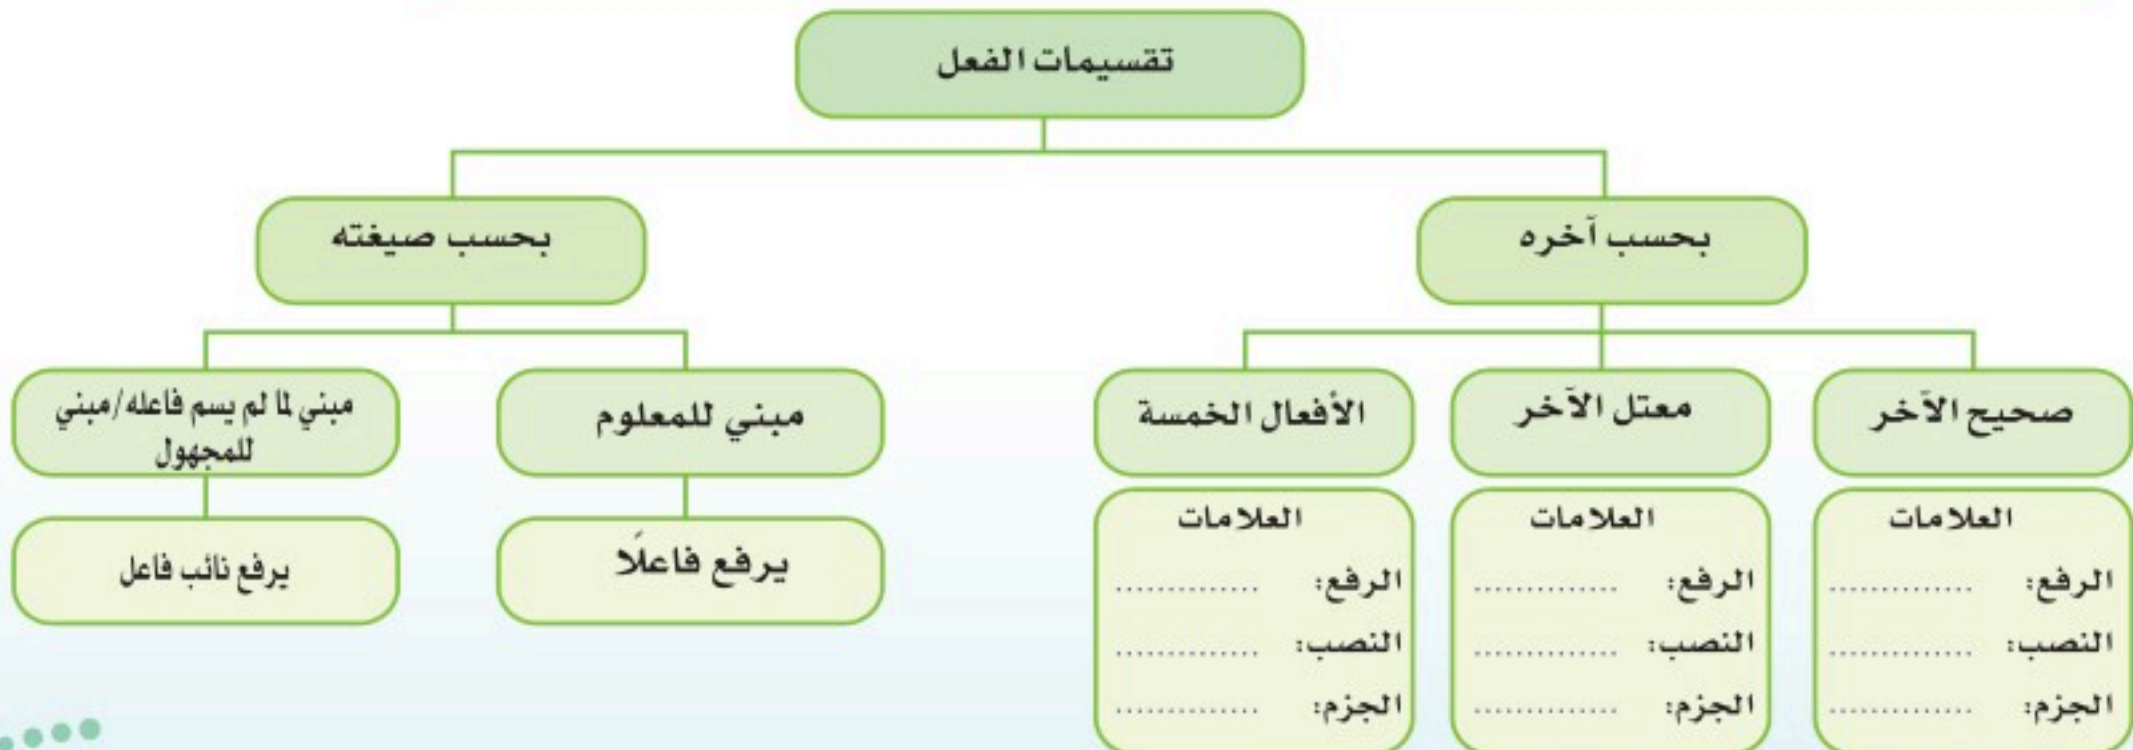 تقسيمات الفعل
بحسب آخره
بحسب صيغته
صحيح الآخر
معتل الآخر
الأفعال الخمسة
مبني للمعلوم
مبني لما لم يسم فاعله/مبني
للمجهول
العلامات
الرفع: ..............
النصب: ..............
الجزم: ..............
العلامات
الرفع: ..............
النصب: ..............
الجزم: ..............
العلامات
الرفع: ..............
النصب: ..............
الجزم: ..............
يرفع فاعلًا
يرفع نائب فاعل